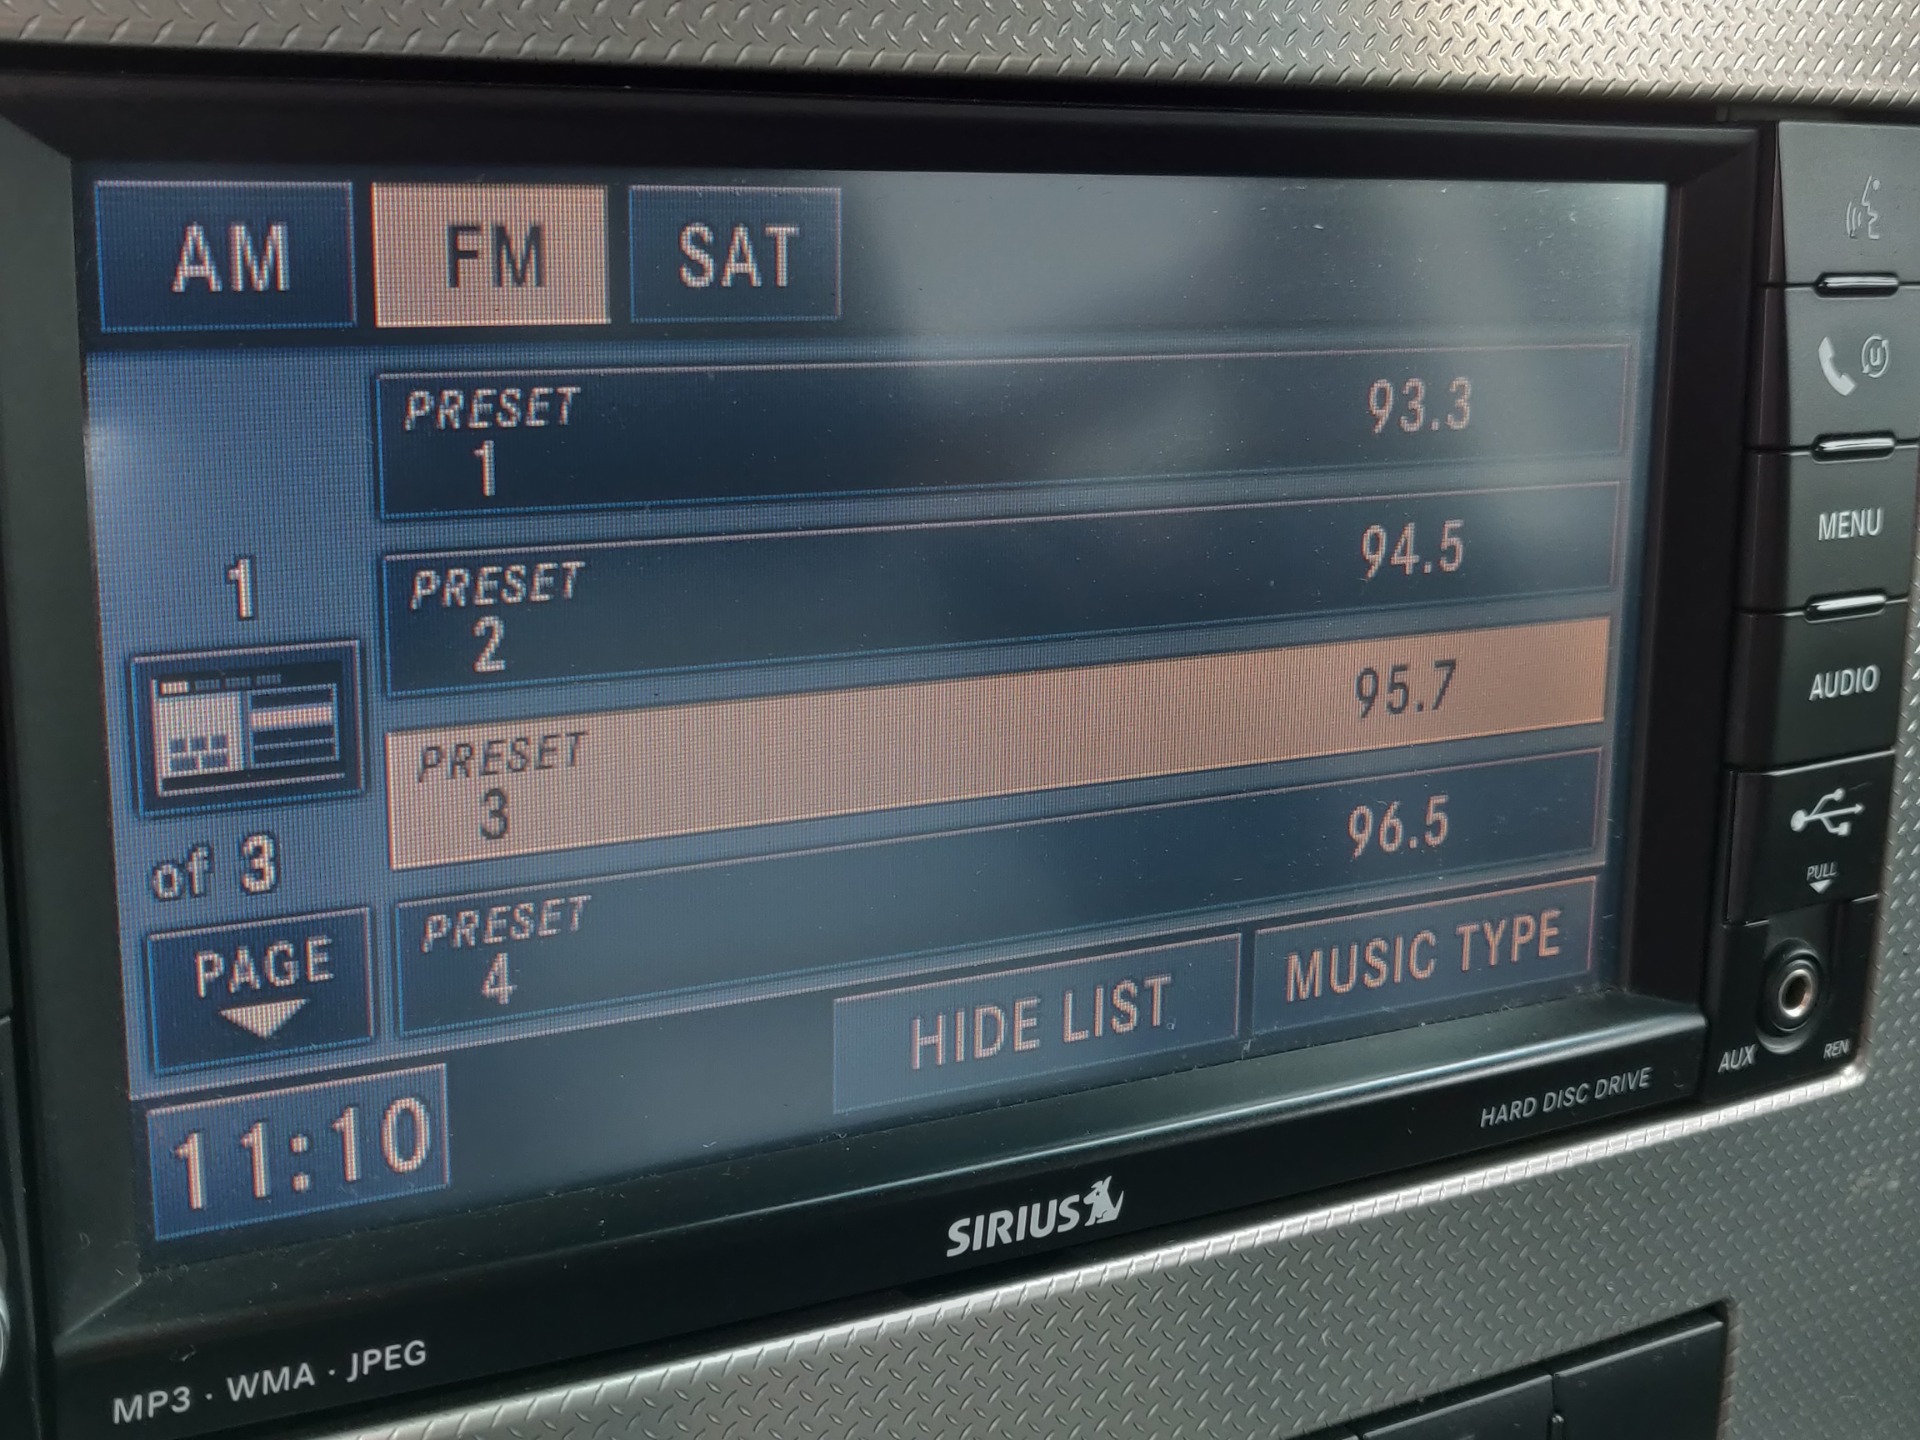 AM FM SAT
PRESET 93.3
1
PRESET 94.5
2
1
PRESET 95.7
3
of 3
PRESET 96.5
4
PAGE
HIDE LIST MUSIC TYPE
11:10
MENU
AUDIO
PULL
AUX REN
HARD DISC DRIVE
SIRIUS
MP3 · WMA · JPEG